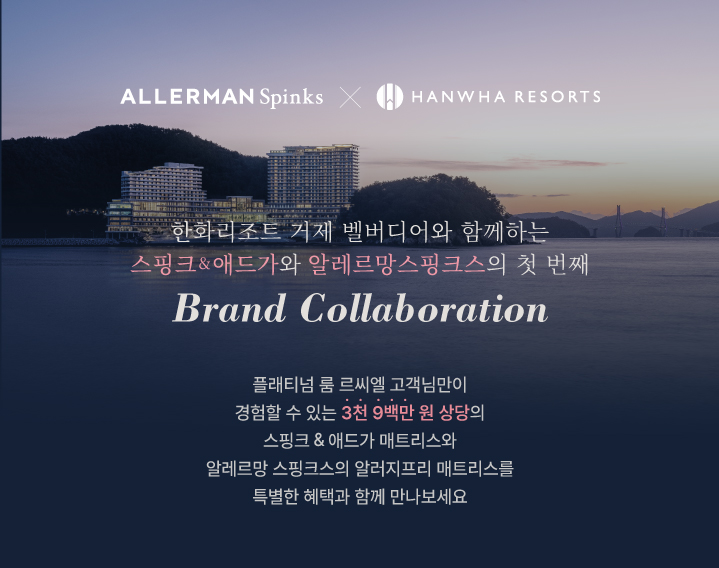 ALLERMAN Spinks × HANWHA RESORTS
한화리조트 거제 벨버디어와 함께하는
스핑크&애드가와 알레르망스핑크스의 첫 번째
Brand Collaboration
플래티넘 룸 르씨엘 고객님만이
경험할 수 있는 3천 9백만 원 상당의
스핑크 & 애드가 매트리스와
알레르망 스핑크스의 알러지프리 매트리스를
특별한 혜택과 함께 만나보세요